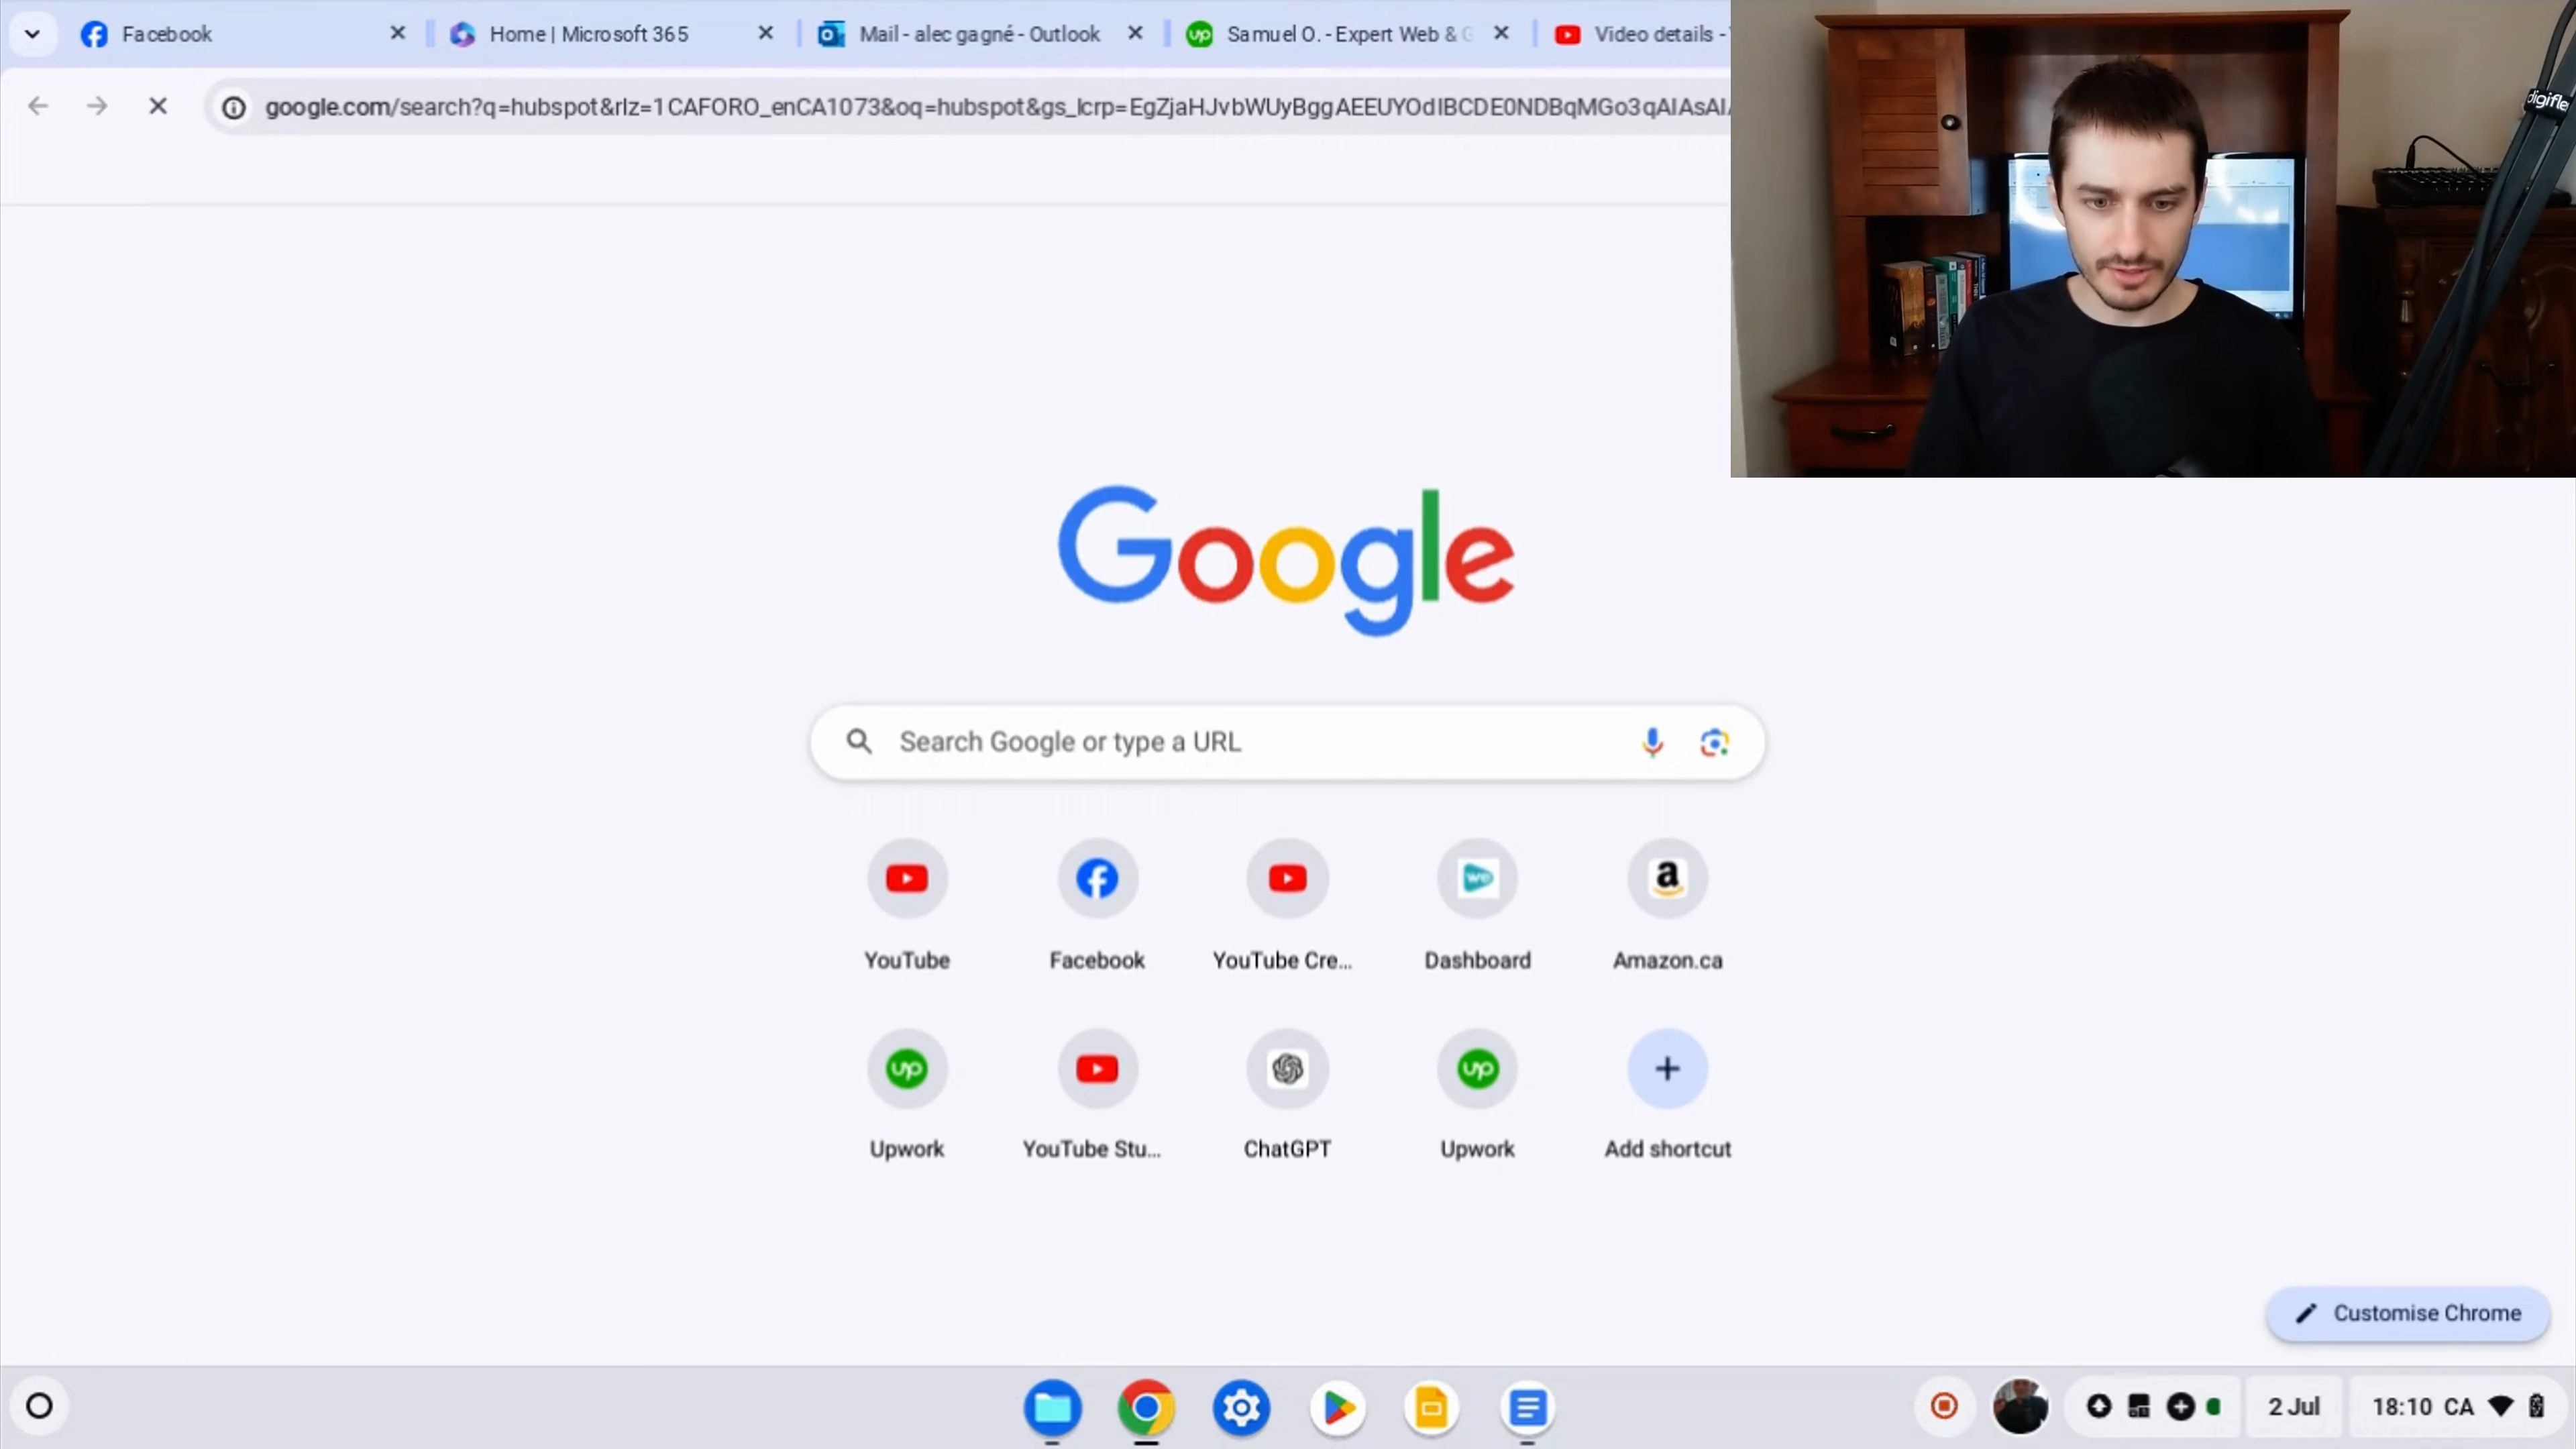 Facebook
Home | Microsoft 365
Mail - alec gagné - Outlook
Samuel O. - Expert Web & G
Video details -
google.com/search?q=hubspot&rlz=1CAFORO_enCA1073&oq=hubspot&gs_lcrp=EgZjaHJvbWUyBggAEEUYOdIBCDE0NDBqMGo3qAIAsAIA
digifle
Google
Search Google or type a URL
YouTube
Facebook
YouTube Cre...
Dashboard
Amazon.ca
Upwork
YouTube Stu...
ChatGPT
Upwork
Add shortcut
Customise Chrome
2 Jul
18:10 CA